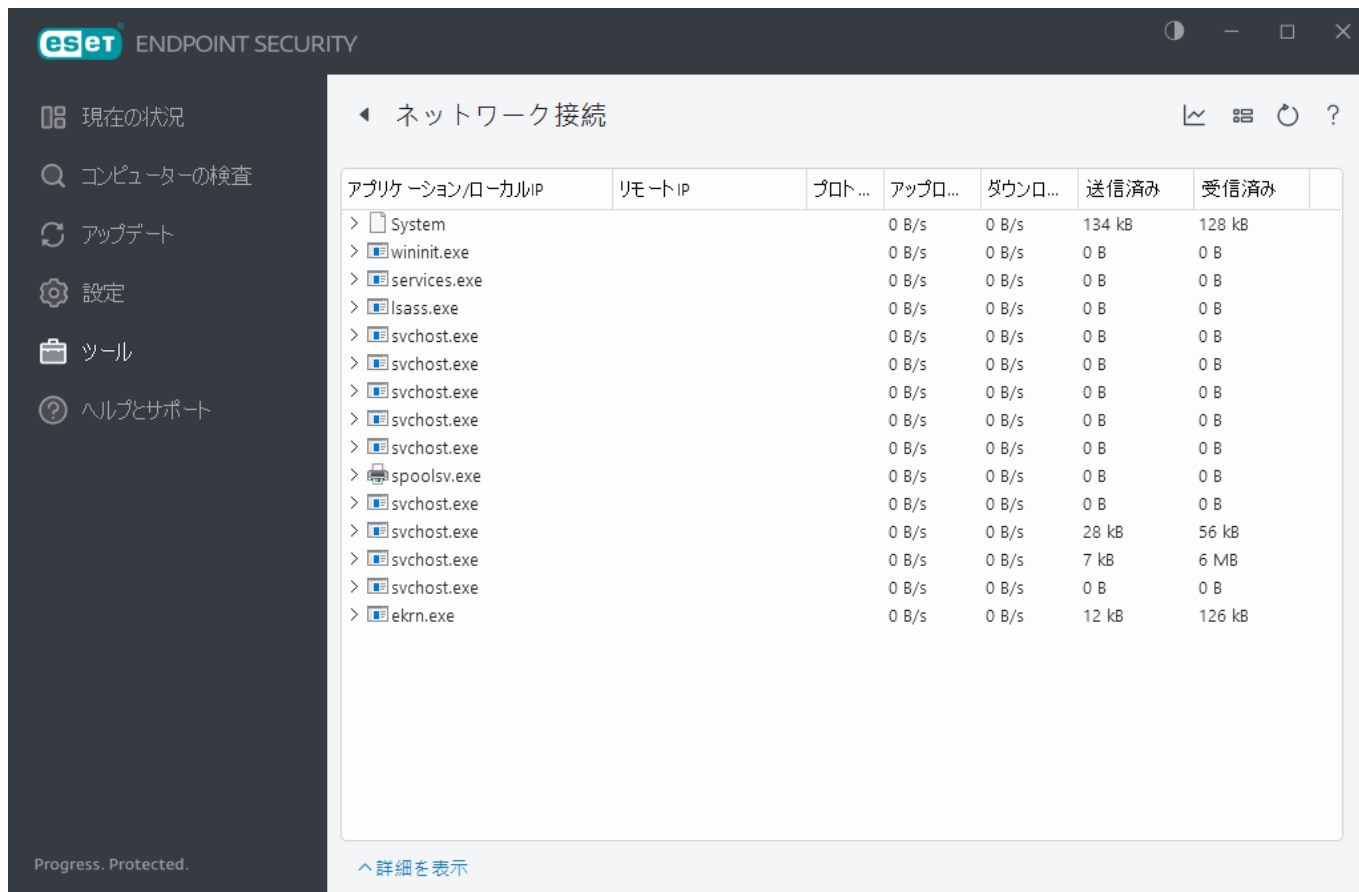 eset ENDPOINT SECURITY
現在の状況
コンピューターの検査
アップデート
設定
ツール
ヘルプとサポート
Progress. Protected.
ネットワーク接続
アプリケーション/ローカルIP リモートIP プロト... アップロ... ダウンロ... 送信済み 受信済み
System 0 B/s 0 B/s 134 kB 128 kB
wininit.exe 0 B/s 0 B/s 0 B 0 B
services.exe 0 B/s 0 B/s 0 B 0 B
lsass.exe 0 B/s 0 B/s 0 B 0 B
svchost.exe 0 B/s 0 B/s 0 B 0 B
svchost.exe 0 B/s 0 B/s 0 B 0 B
svchost.exe 0 B/s 0 B/s 0 B 0 B
svchost.exe 0 B/s 0 B/s 0 B 0 B
svchost.exe 0 B/s 0 B/s 0 B 0 B
spoolsv.exe 0 B/s 0 B/s 0 B 0 B
svchost.exe 0 B/s 0 B/s 0 B 0 B
svchost.exe 0 B/s 0 B/s 28 kB 56 kB
svchost.exe 0 B/s 0 B/s 7 kB 6 MB
svchost.exe 0 B/s 0 B/s 0 B 0 B
ekrn.exe 0 B/s 0 B/s 12 kB 126 kB
詳細を表示